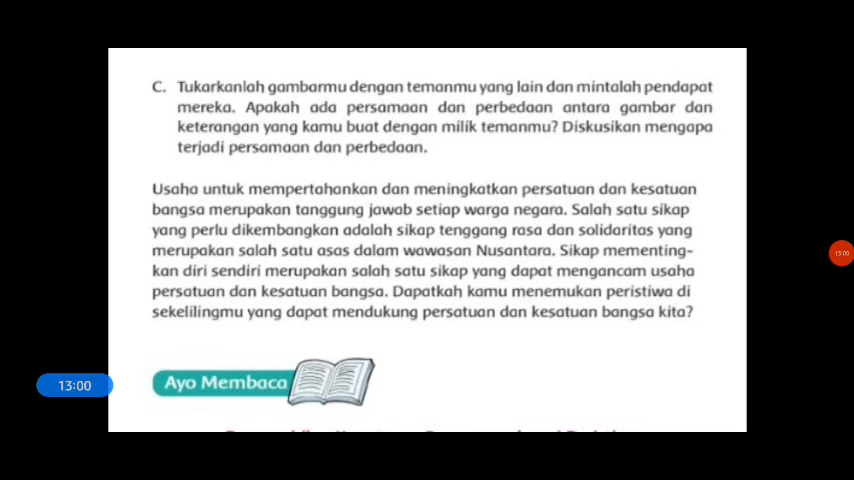 C. Tukarkanlah gambarmu dengan temanmu yang lain dan mintalah pendapat
mereka. Apakah ada persamaan dan perbedaan antara gambar dan
keterangan yang kamu buat dengan milik temanmu? Diskusikan mengapa
terjadi persamaan dan perbedaan.
Usaha untuk mempertahankan dan meningkatkan persatuan dan kesatuan
bangsa merupakan tanggung jawab setiap warga negara. Salah satu sikap
yang perlu dikembangkan adalah sikap tenggang rasa dan solidaritas yang
merupakan salah satu asas dalam wawasan Nusantara. Sikap mementing-
kan diri sendiri merupakan salah satu sikap yang dapat mengancam usaha
persatuan dan kesatuan bangsa. Dapatkah kamu menemukan peristiwa di
sekelilingmu yang dapat mendukung persatuan dan kesatuan bangsa kita?
13:00
13:00
Ayo Membaca